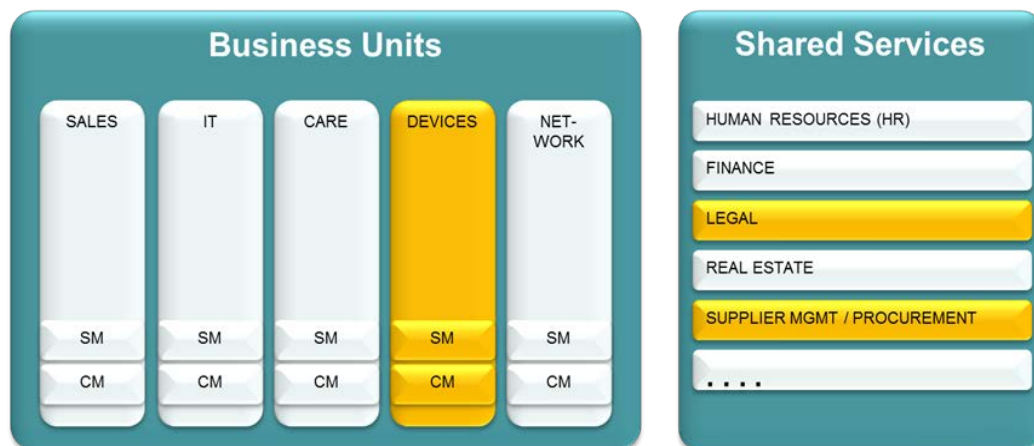 Business Units
SALES
IT
CARE
DEVICES
NET-
WORK
SM
SM
SM
SM
SM
CM
CM
CM
CM
CM
Shared Services
HUMAN RESOURCES (HR)
FINANCE
LEGAL
REAL ESTATE
SUPPLIER MGMT / PROCUREMENT
. . . .